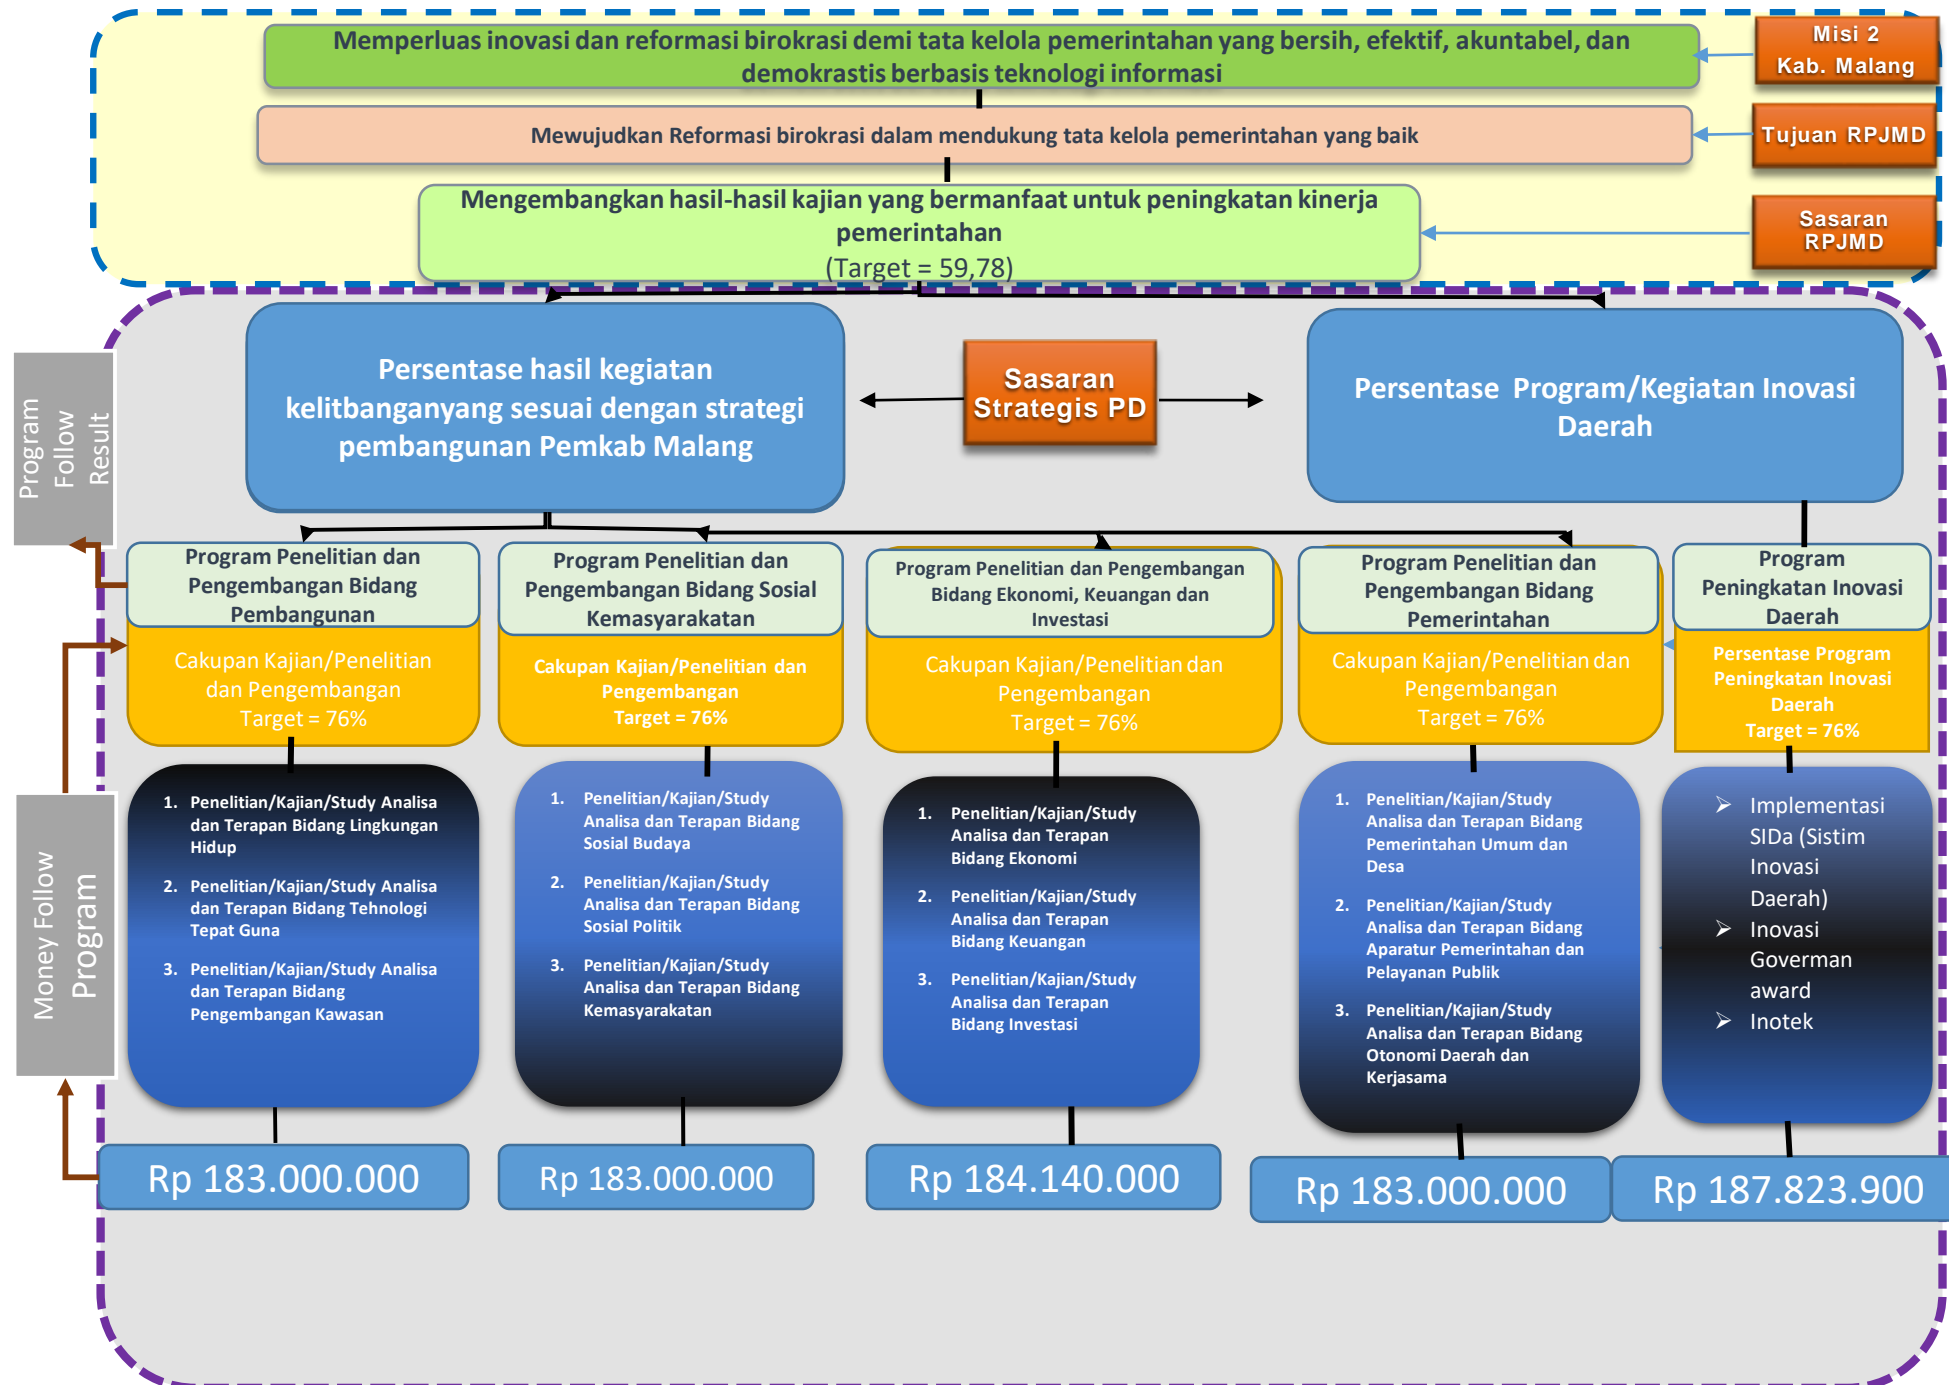 Memperluas inovasi dan reformasi birokrasi demi tata kelola pemerintahan yang bersih, efektif, akuntabel, dan
demokrastis berbasis teknologi informasi
Misi 2
Kab. Malang
Mewujudkan Reformasi birokrasi dalam mendukung tata kelola pemerintahan yang baik
Tujuan RPJMD
Mengembangkan hasil-hasil kajian yang bermanfaat untuk peningkatan kinerja
pemerintahan
(Target = 59,78)
Sasaran
RPJMD
Persentase hasil kegiatan
kelitbanganyang sesuai dengan strategi
pembangunan Pemkab Malang
Sasaran
Strategis PD
Persentase Program/Kegiatan Inovasi
Daerah
Program
Follow
Result
Program Penelitian dan
Pengembangan Bidang
Pembangunan
Cakupan Kajian/Penelitian
dan Pengembangan
Target = 76%
Program Penelitian dan
Pengembangan Bidang Sosial
Kemasyarakatan
Cakupan Kajian/Penelitian dan
Pengembangan
Target = 76%
Program Penelitian dan Pengembangan
Bidang Ekonomi, Keuangan dan
Investasi
Cakupan Kajian/Penelitian dan
Pengembangan
Target = 76%
Program Penelitian dan
Pengembangan Bidang
Pemerintahan
Cakupan Kajian/Penelitian dan
Pengembangan
Target = 76%
Program
Peningkatan Inovasi
Daerah
Persentase Program
Peningkatan Inovasi
Daerah
Target = 76%
Money Follow
Program
1. Penelitian/Kajian/Study Analisa
dan Terapan Bidang Lingkungan
Hidup
2. Penelitian/Kajian/Study Analisa
dan Terapan Bidang Tehnologi
Tepat Guna
3. Penelitian/Kajian/Study Analisa
dan Terapan Bidang
Pengembangan Kawasan
1. Penelitian/Kajian/Study
Analisa dan Terapan Bidang
Sosial Budaya
2. Penelitian/Kajian/Study
Analisa dan Terapan Bidang
Sosial Politik
3. Penelitian/Kajian/Study
Analisa dan Terapan Bidang
Kemasyarakatan
1. Penelitian/Kajian/Study
Analisa dan Terapan
Bidang Ekonomi
2. Penelitian/Kajian/Study
Analisa dan Terapan
Bidang Keuangan
3. Penelitian/Kajian/Study
Analisa dan Terapan
Bidang Investasi
1. Penelitian/Kajian/Study
Analisa dan Terapan Bidang
Pemerintahan Umum dan
Desa
2. Penelitian/Kajian/Study
Analisa dan Terapan Bidang
Aparatur Pemerintahan dan
Pelayanan Publik
3. Penelitian/Kajian/Study
Analisa dan Terapan Bidang
Otonomi Daerah dan
Kerjasama
➢ Implementasi
SIDa (Sistim
Inovasi
Daerah)
➢ Inovasi
Goverman
award
➢ Inotek
Rp 183.000.000
Rp 183.000.000
Rp 184.140.000
Rp 183.000.000
Rp 187.823.900